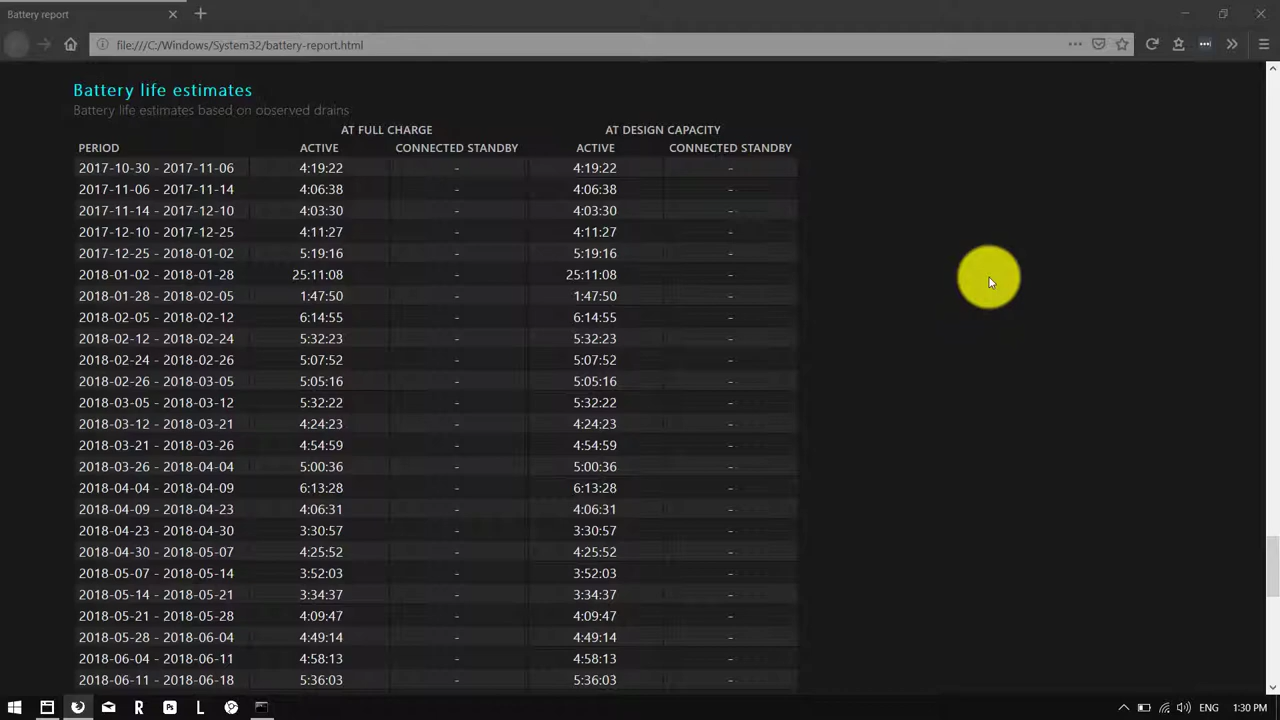 Battery report
file:///C:/Windows/System32/battery-report.html
Battery life estimates
Battery life estimates based on observed drains
AT FULL CHARGE AT DESIGN CAPACITY
PERIOD ACTIVE CONNECTED STANDBY ACTIVE CONNECTED STANDBY
2017-10-30 - 2017-11-06 4:19:22 - 4:19:22 -
2017-11-06 - 2017-11-14 4:06:38 - 4:06:38 -
2017-11-14 - 2017-12-10 4:03:30 - 4:03:30 -
2017-12-10 - 2017-12-25 4:11:27 - 4:11:27 -
2017-12-25 - 2018-01-02 5:19:16 - 5:19:16 -
2018-01-02 - 2018-01-28 25:11:08 - 25:11:08 -
2018-01-28 - 2018-02-05 1:47:50 - 1:47:50 -
2018-02-05 - 2018-02-12 6:14:55 - 6:14:55 -
2018-02-12 - 2018-02-24 5:32:23 - 5:32:23 -
2018-02-24 - 2018-02-26 5:07:52 - 5:07:52 -
2018-02-26 - 2018-03-05 5:05:16 - 5:05:16 -
2018-03-05 - 2018-03-12 5:32:22 - 5:32:22 -
2018-03-12 - 2018-03-21 4:24:23 - 4:24:23 -
2018-03-21 - 2018-03-26 4:54:59 - 4:54:59 -
2018-03-26 - 2018-04-04 5:00:36 - 5:00:36 -
2018-04-04 - 2018-04-09 6:13:28 - 6:13:28 -
2018-04-09 - 2018-04-23 4:06:31 - 4:06:31 -
2018-04-23 - 2018-04-30 3:30:57 - 3:30:57 -
2018-04-30 - 2018-05-07 4:25:52 - 4:25:52 -
2018-05-07 - 2018-05-14 3:52:03 - 3:52:03 -
2018-05-14 - 2018-05-21 3:34:37 - 3:34:37 -
2018-05-21 - 2018-05-28 4:09:47 - 4:09:47 -
2018-05-28 - 2018-06-04 4:49:14 - 4:49:14 -
2018-06-04 - 2018-06-11 4:58:13 - 4:58:13 -
2018-06-11 - 2018-06-18 5:36:03 - 5:36:03 -
R Ps L ENG 1:30 PM